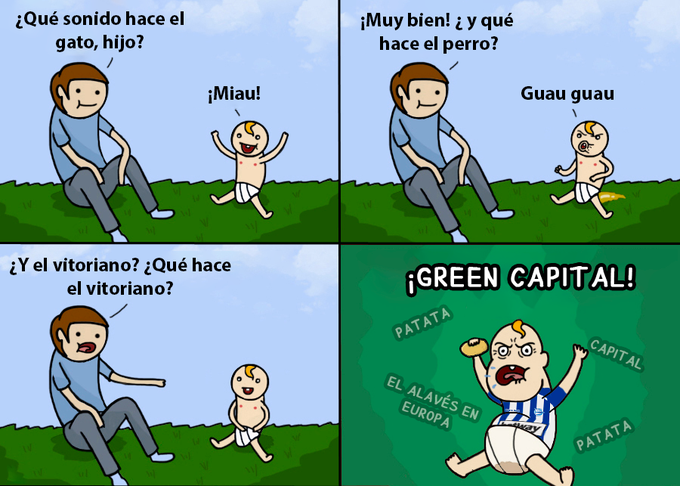 ¿Qué sonido hace el
gato, hijo?
¡Miau!
¡Muy bien! ¿ y qué
hace el perro?
Guau guau
¿Y el vitoriano? ¿Qué hace
el vitoriano?
¡GREEN CAPITAL!
PATATA
CAPITAL
EL ALAVÉS EN
EUROPA
PATATA
betway